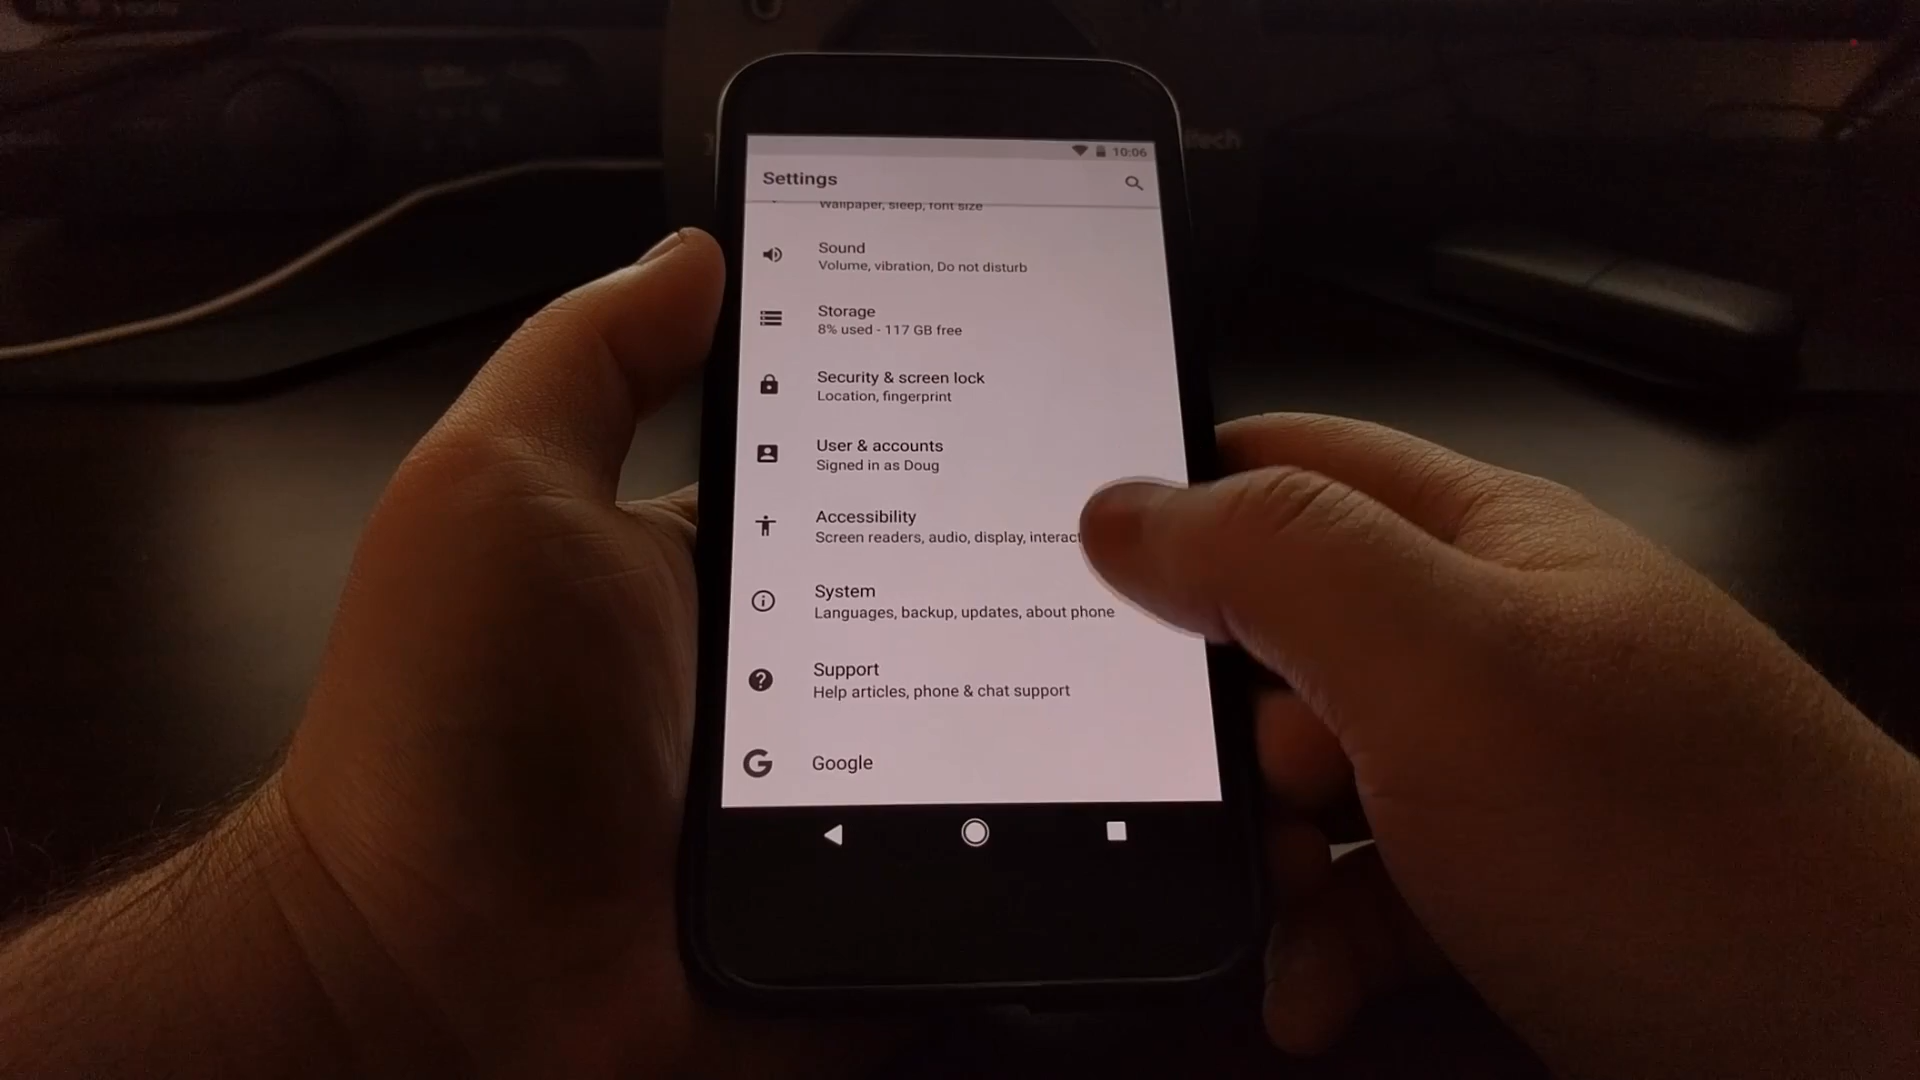 10:06
Settings
Wallpaper, sleep, font size
Sound
Volume, vibration, Do not disturb
Storage
8% used - 117 GB free
Security & screen lock
Location, fingerprint
User & accounts
Signed in as Doug
Accessibility
Screen readers, audio, display, interact
System
Languages, backup, updates, about phone
Support
Help articles, phone & chat support
G Google